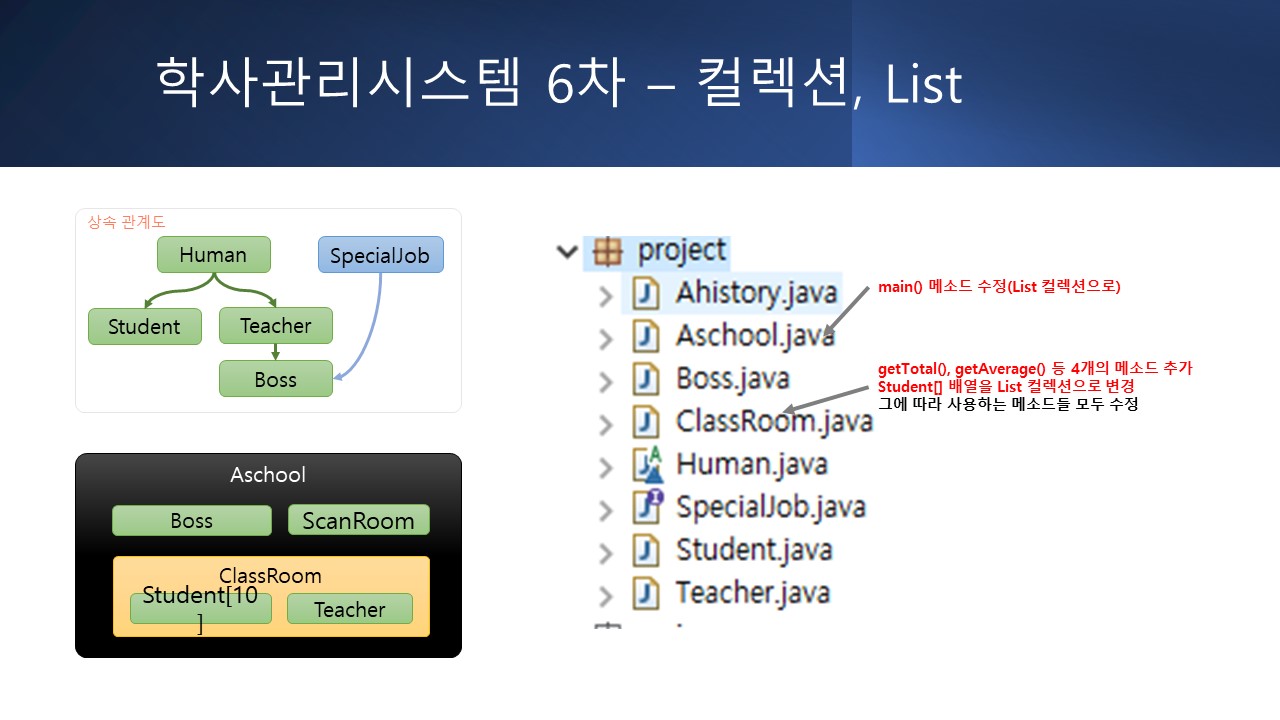 학사관리시스템 6차 – 컬렉션, List
상속 관계도
Human
SpecialJob
Student
Teacher
Boss
Aschool
Boss
ScanRoom
ClassRoom
Student[10
]
Teacher
project
Ahistory.java
Aschool.java
Boss.java
ClassRoom.java
Human.java
SpecialJob.java
Student.java
Teacher.java
main() 메소드 수정(List 컬렉션으로)
getTotal(), getAverage() 등 4개의 메소드 추가
Student[] 배열을 List 컬렉션으로 변경
그에 따라 사용하는 메소드들 모두 수정